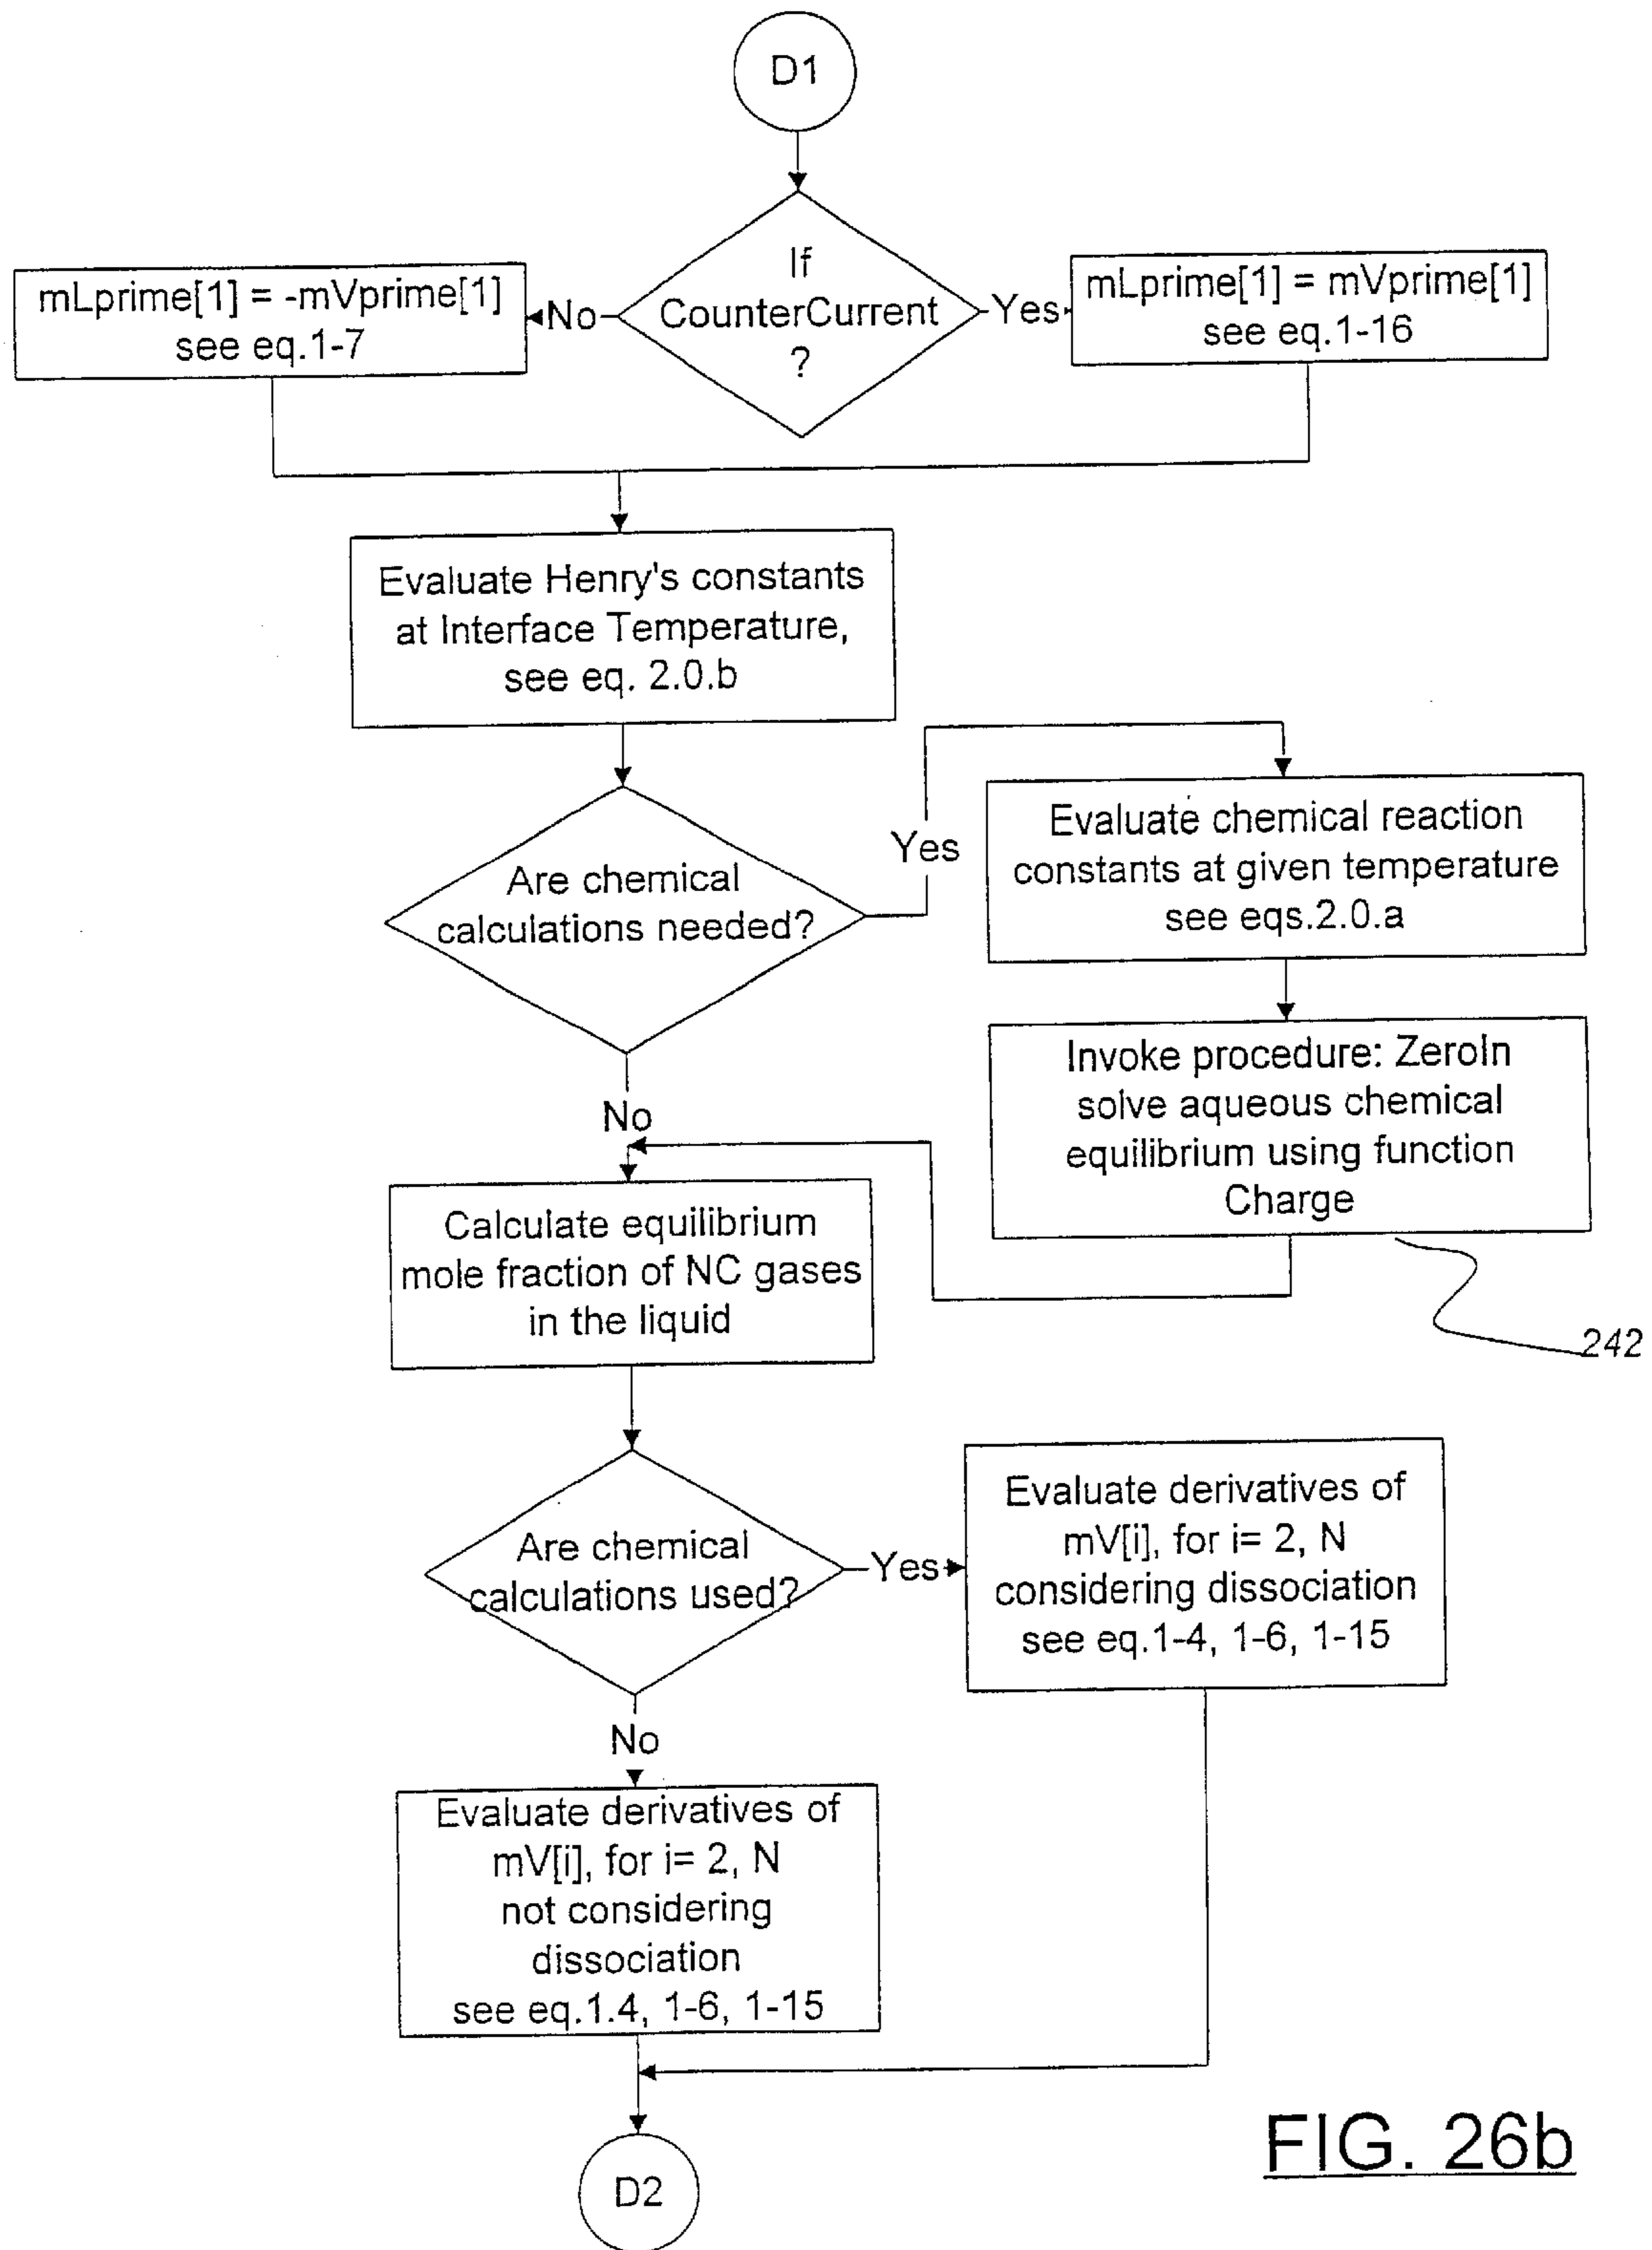 D1
If
CounterCurrent
?
No
Yes
mLprime[1] = -mVprime[1]
see eq.1-7
mLprime[1] = mVprime[1]
see eq.1-16
Evaluate Henry's constants
at Interface Temperature,
see eq. 2.0.b
Are chemical
calculations needed?
Yes
Evaluate chemical reaction
constants at given temperature
see eqs.2.0.a
Invoke procedure: ZeroIn
solve aqueous chemical
equilibrium using function
Charge
242
No
Calculate equilibrium
mole fraction of NC gases
in the liquid
Are chemical
calculations used?
Yes
Evaluate derivatives of
mV[i], for i= 2, N
considering dissociation
see eq.1-4, 1-6, 1-15
No
Evaluate derivatives of
mV[i], for i= 2, N
not considering
dissociation
see eq.1.4, 1-6, 1-15
D2
FIG. 26b